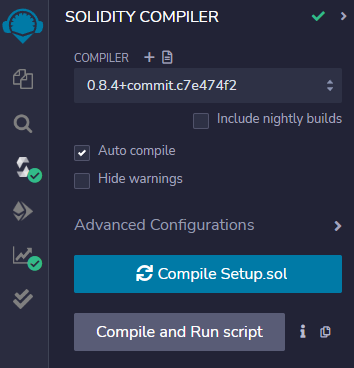 SOLIDITY COMPILER
COMPILER
0.8.4+commit.c7e474f2
Include nightly builds
Auto compile
Hide warnings
Advanced Configurations
Compile Setup.sol
Compile and Run script